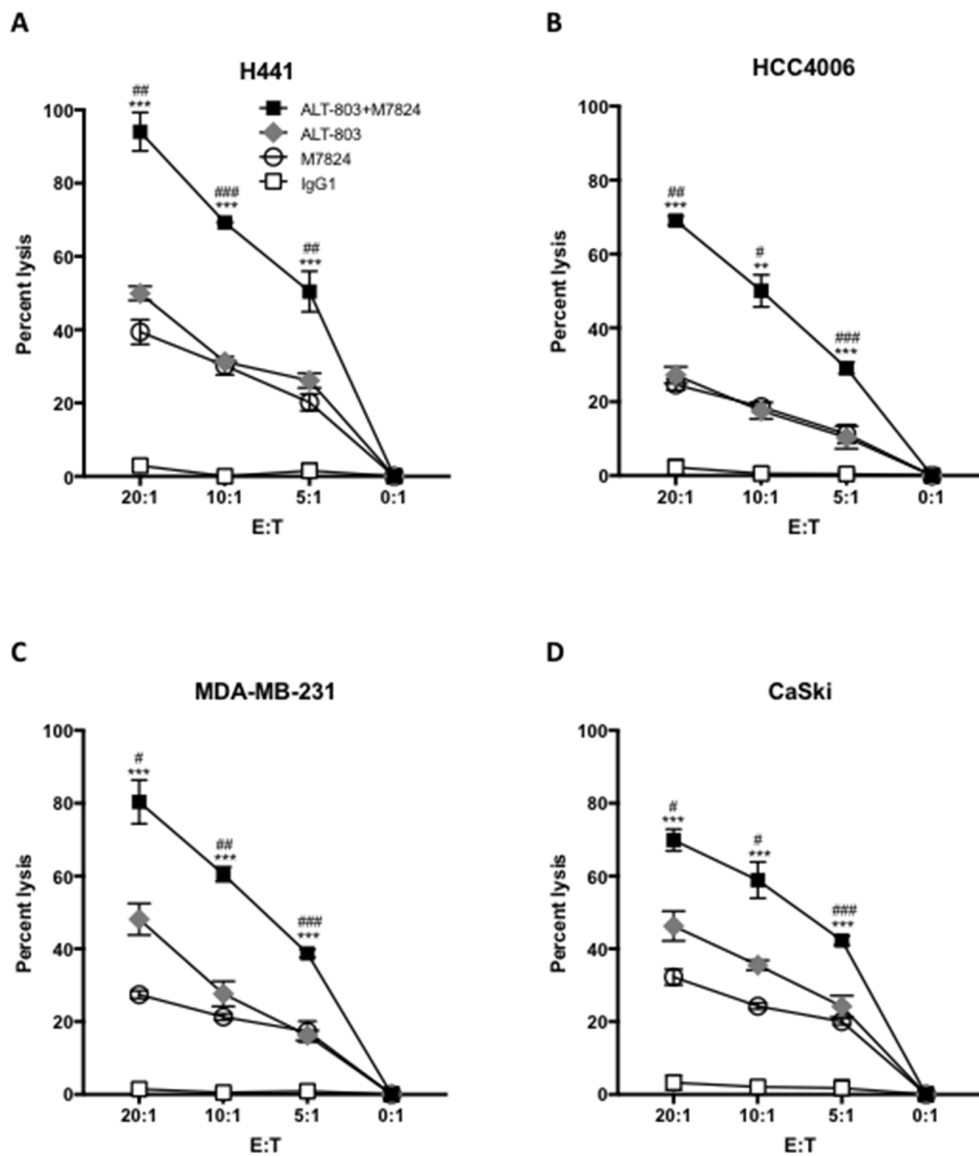 A
H441
##
***
###
***
##
***
ALT-803+M7824
ALT-803
M7824
IgG1
100
80
60
40
20
0
Percent lysis
20:1 10:1 5:1 0:1
E:T
B
HCC4006
##
***
#
**
###
***
100
80
60
40
20
0
Percent lysis
20:1 10:1 5:1 0:1
E:T
C
MDA-MB-231
#
***
##
***
###
***
100
80
60
40
20
0
Percent lysis
20:1 10:1 5:1 0:1
E:T
D
CaSki
#
***
#
***
###
***
100
80
60
40
20
0
Percent lysis
20:1 10:1 5:1 0:1
E:T